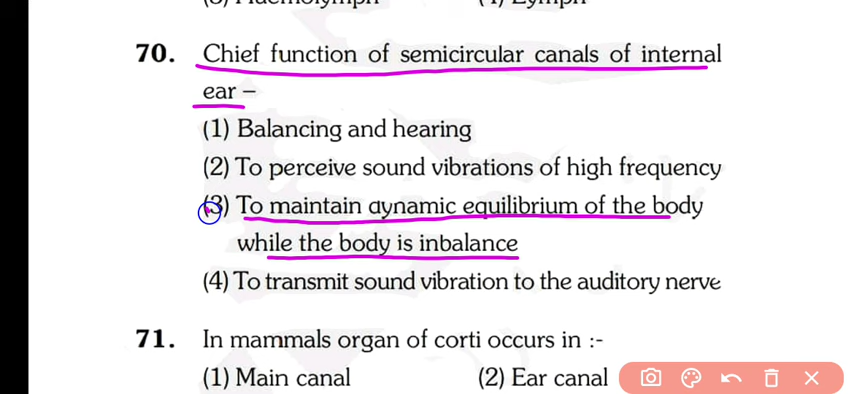 70. Chief function of semicircular canals of internal
ear –
(1) Balancing and hearing
(2) To perceive sound vibrations of high frequency
(3) To maintain aynamic equilibrium of the body
while the body is inbalance
(4) To transmit sound vibration to the auditory nerve
71. In mammals organ of corti occurs in :-
(1) Main canal (2) Ear canal